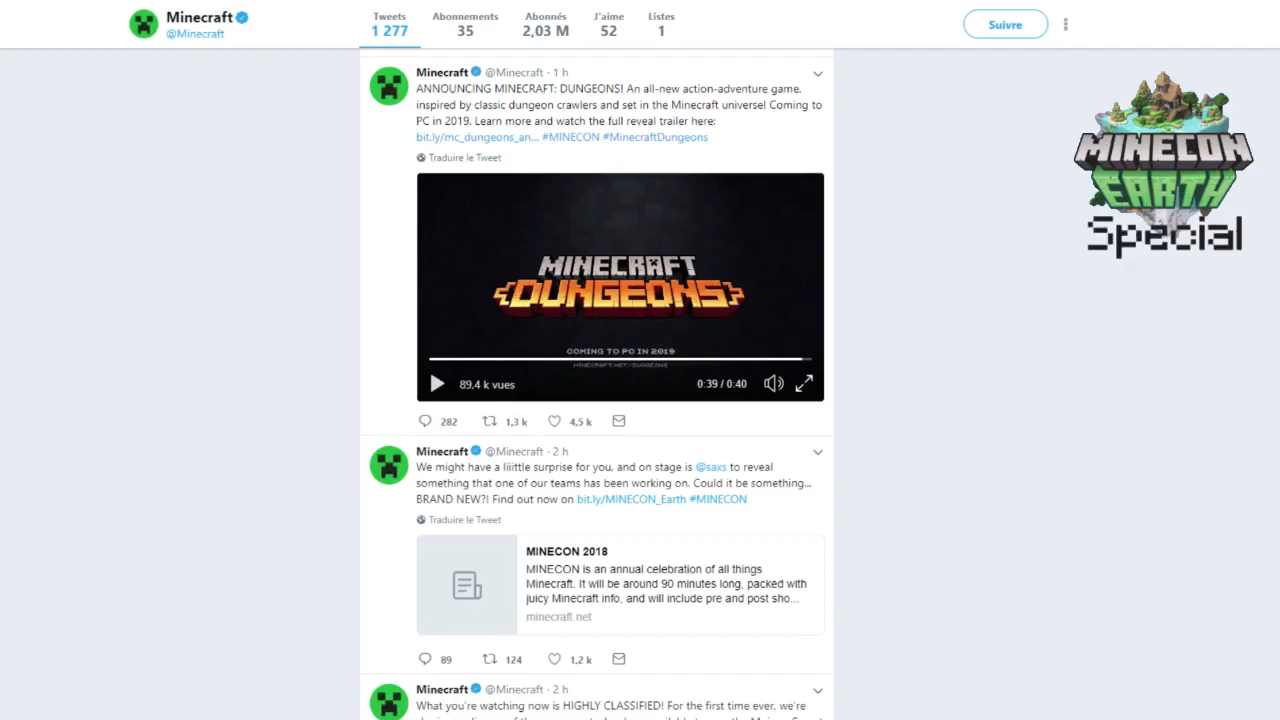 Minecraft
@Minecraft
Tweets
1 277
Abonnements
35
Abonnés
2,03 M
J'aime
52
Listes
1
Suivre
MINECON
EARTH
Special
Minecraft @Minecraft · 1 h
ANNOUNCING MINECRAFT: DUNGEONS! An all-new action-adventure game,
inspired by classic dungeon crawlers and set in the Minecraft universe! Coming to
PC in 2019. Learn more and watch the full reveal trailer here:
bit.ly/mc_dungeons_an... #MINECON #MinecraftDungeons
Traduire le Tweet
MINECRAFT
DUNGEONS
COMING TO PC IN 2019
MINECRAFT.NET/DUNGEONS
89,4 k vues
0:39 / 0:40
282 1,3 k 4,5 k
Minecraft @Minecraft · 2 h
We might have a liiittle surprise for you, and on stage is @saxs to reveal
something that one of our teams has been working on. Could it be something...
BRAND NEW?! Find out now on bit.ly/MINECON_Earth #MINECON
Traduire le Tweet
MINECON 2018
MINECON is an annual celebration of all things
Minecraft. It will be around 90 minutes long, packed with
juicy Minecraft info, and will include pre and post sho...
minecraft.net
89 124 1,2 k
Minecraft @Minecraft · 2 h
What you're watching now is HIGHLY CLASSIFIED! For the first time ever, we're